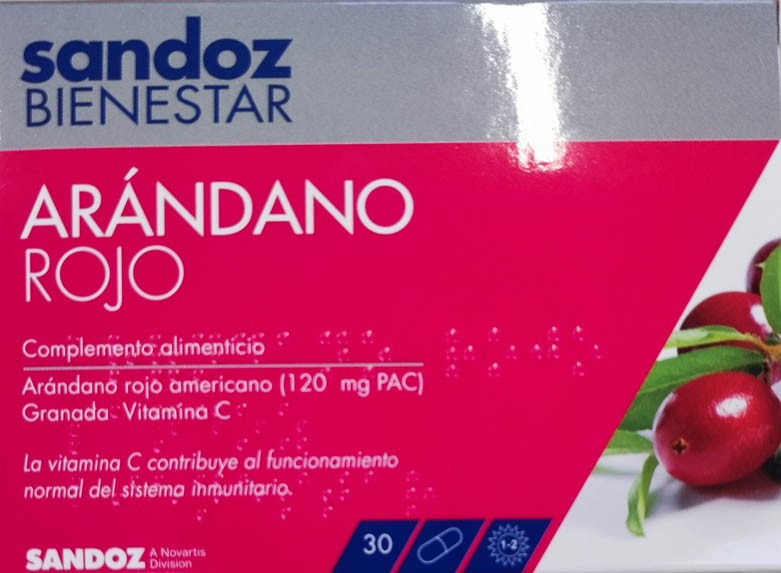 sandoz
BIENESTAR
ARÁNDANO
ROJO
Complemento alimenticio
Arándano rojo americano (120 mg PAC)
Granada Vitamina C
La vitamina C contribuye al funcionamiento
normal del sistema inmunitario.
SANDOZ A Novartis
Division
30
1-2